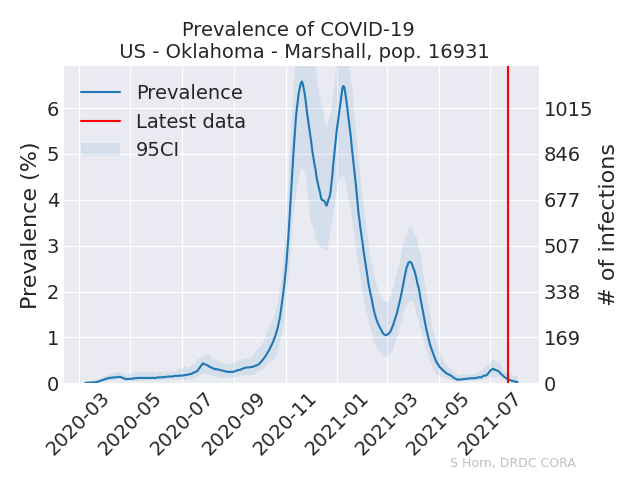 Prevalence of COVID-19
US - Oklahoma - Marshall, pop. 16931
Prevalence
Latest data
95CI
Prevalence (%)
6
5
4
3
2
1
0
# of infections
1015
846
677
507
338
169
0
2020-03
2020-05
2020-07
2020-09
2020-11
2021-01
2021-03
2021-05
2021-07
S Horn, DRDC CORA